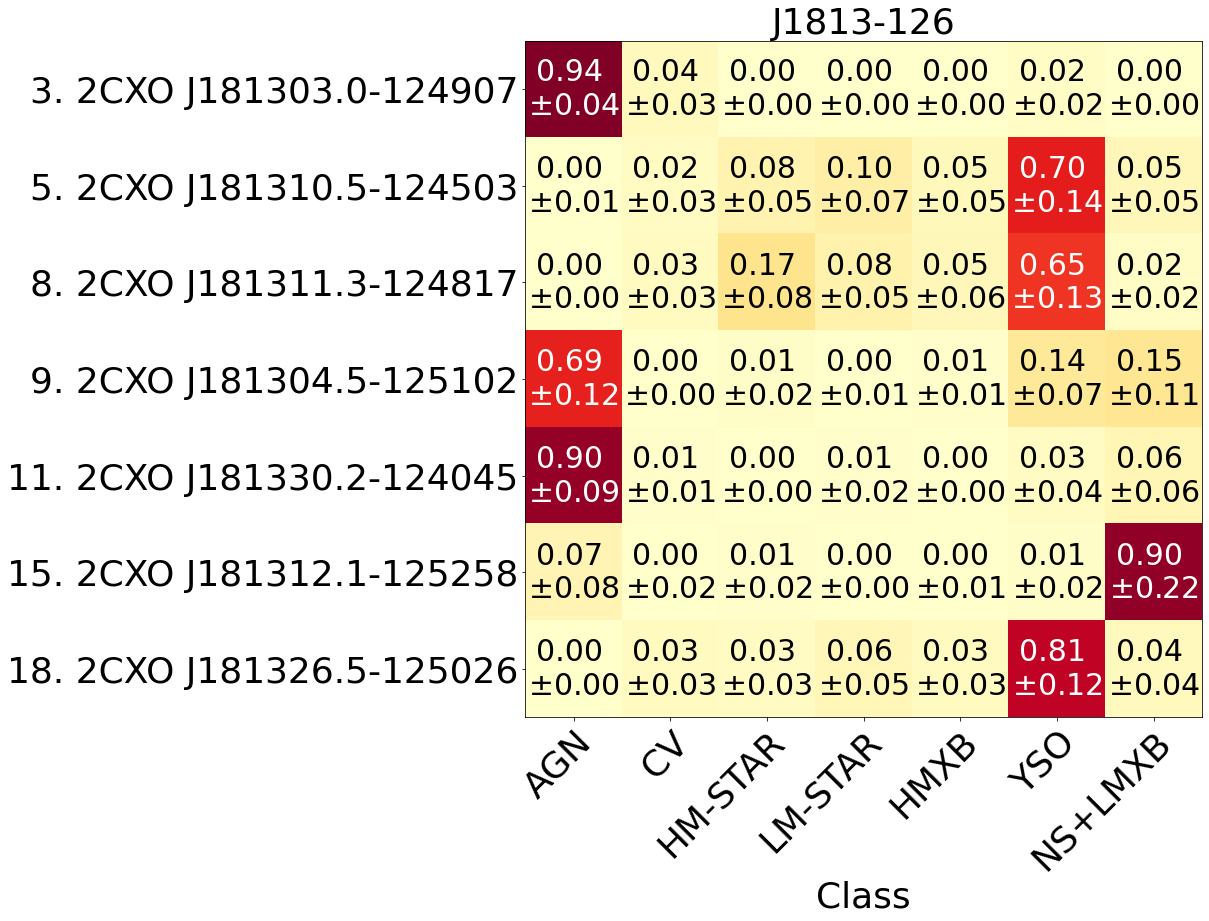 J1813-126
3. 2CXO J181303.0-124907
0.94 0.04 0.00 0.00 0.00 0.02 0.00
±0.04 ±0.03 ±0.00 ±0.00 ±0.00 ±0.02 ±0.00
5. 2CXO J181310.5-124503
0.00 0.02 0.08 0.10 0.05 0.70 0.05
±0.01 ±0.03 ±0.05 ±0.07 ±0.05 ±0.14 ±0.05
8. 2CXO J181311.3-124817
0.00 0.03 0.17 0.08 0.05 0.65 0.02
±0.00 ±0.03 ±0.08 ±0.05 ±0.06 ±0.13 ±0.02
9. 2CXO J181304.5-125102
0.69 0.00 0.01 0.00 0.01 0.14 0.15
±0.12 ±0.00 ±0.02 ±0.01 ±0.01 ±0.07 ±0.11
11. 2CXO J181330.2-124045
0.90 0.01 0.00 0.01 0.00 0.03 0.06
±0.09 ±0.01 ±0.00 ±0.02 ±0.00 ±0.04 ±0.06
15. 2CXO J181312.1-125258
0.07 0.00 0.01 0.00 0.00 0.01 0.90
±0.08 ±0.02 ±0.02 ±0.00 ±0.01 ±0.02 ±0.22
18. 2CXO J181326.5-125026
0.00 0.03 0.03 0.06 0.03 0.81 0.04
±0.00 ±0.03 ±0.03 ±0.05 ±0.03 ±0.12 ±0.04
AGN CV HM-STAR LM-STAR HMXB YSO NS+LMXB
Class